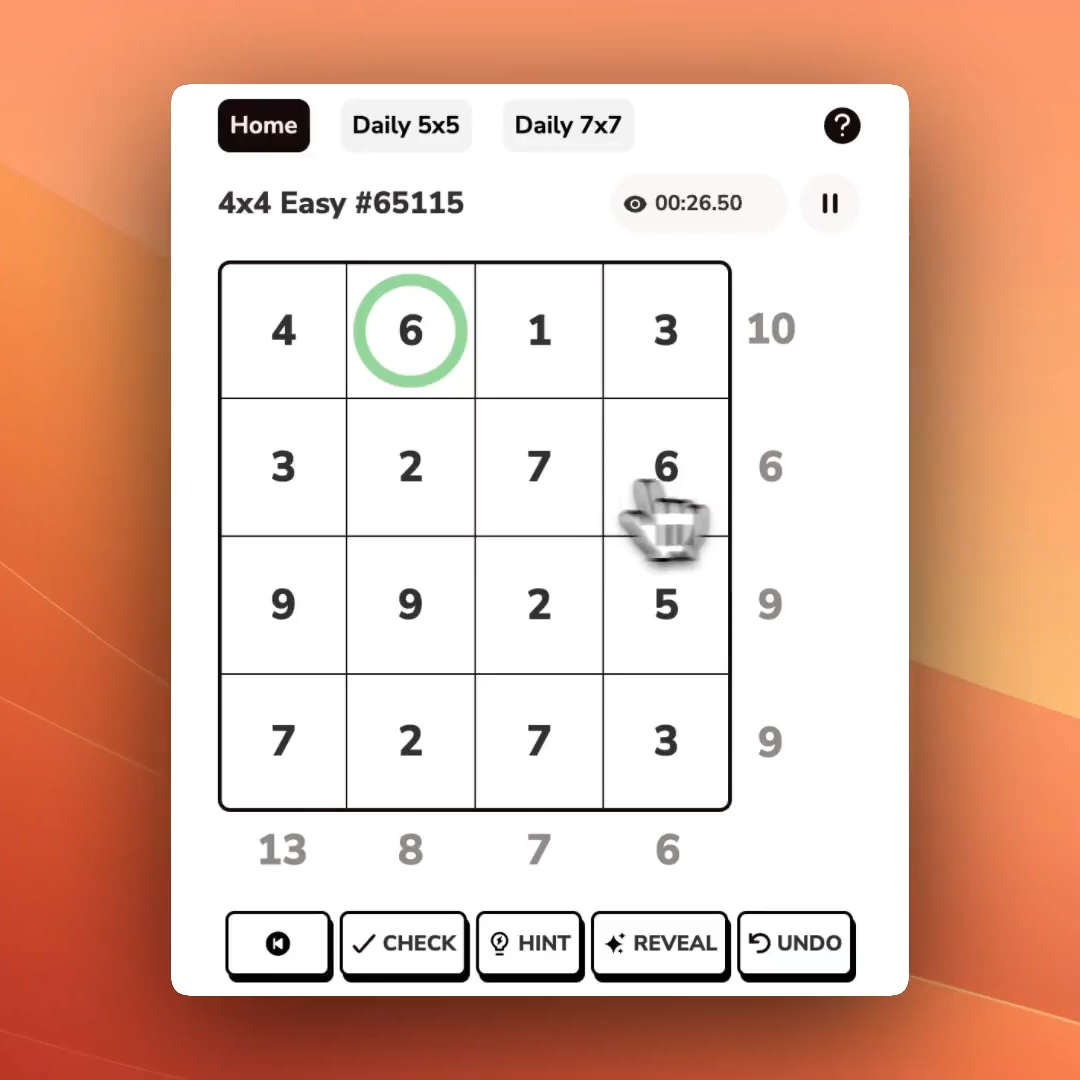 Home Daily 5x5 Daily 7x7 ?
4x4 Easy #65115 00:26.50
4 6 1 3 10
3 2 7 6 6
9 9 2 5 9
7 2 7 3 9
13 8 7 6
CHECK HINT REVEAL UNDO